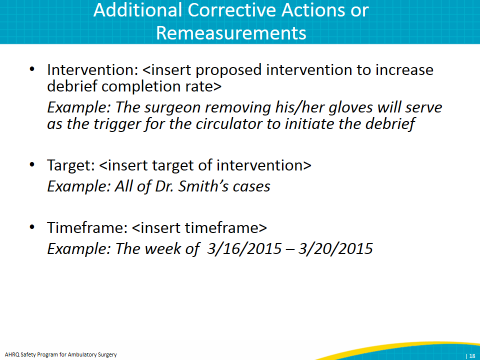 Additional Corrective Actions or
Remeasurements
• Intervention: <insert proposed intervention to increase
debrief completion rate>
Example: The surgeon removing his/her gloves will serve
as the trigger for the circulator to initiate the debrief
• Target: <insert target of intervention>
Example: All of Dr. Smith’s cases
• Timeframe: <insert timeframe>
Example: The week of 3/16/2015 – 3/20/2015
AHRQ Safety Program for Ambulatory Surgery
| 18